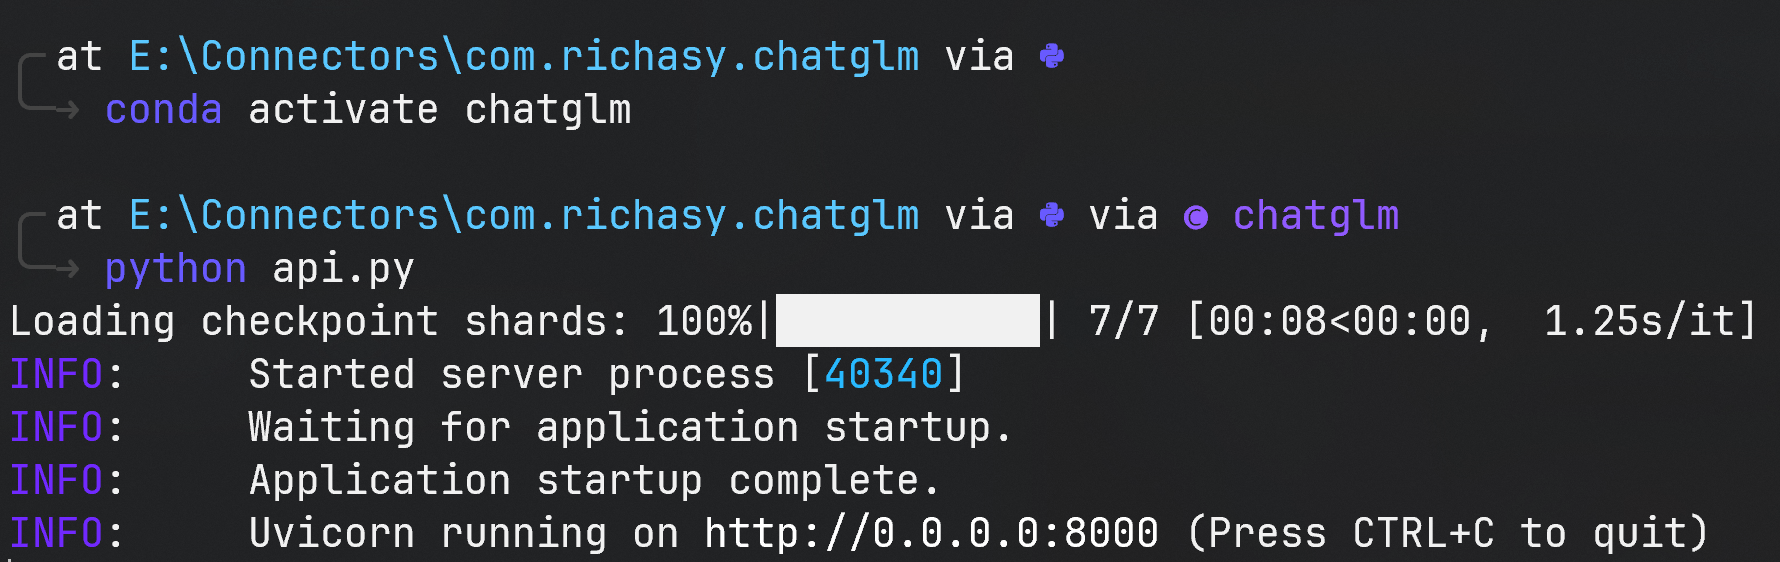 at E:\Connectors\com.richasy.chatglm via
→ conda activate chatglm
at E:\Connectors\com.richasy.chatglm via via © chatglm
→ python api.py
Loading checkpoint shards: 100%|██████████| 7/7 [00:08<00:00,  1.25s/it]
INFO:     Started server process [40340]
INFO:     Waiting for application startup.
INFO:     Application startup complete.
INFO:     Uvicorn running on http://0.0.0.0:8000 (Press CTRL+C to quit)